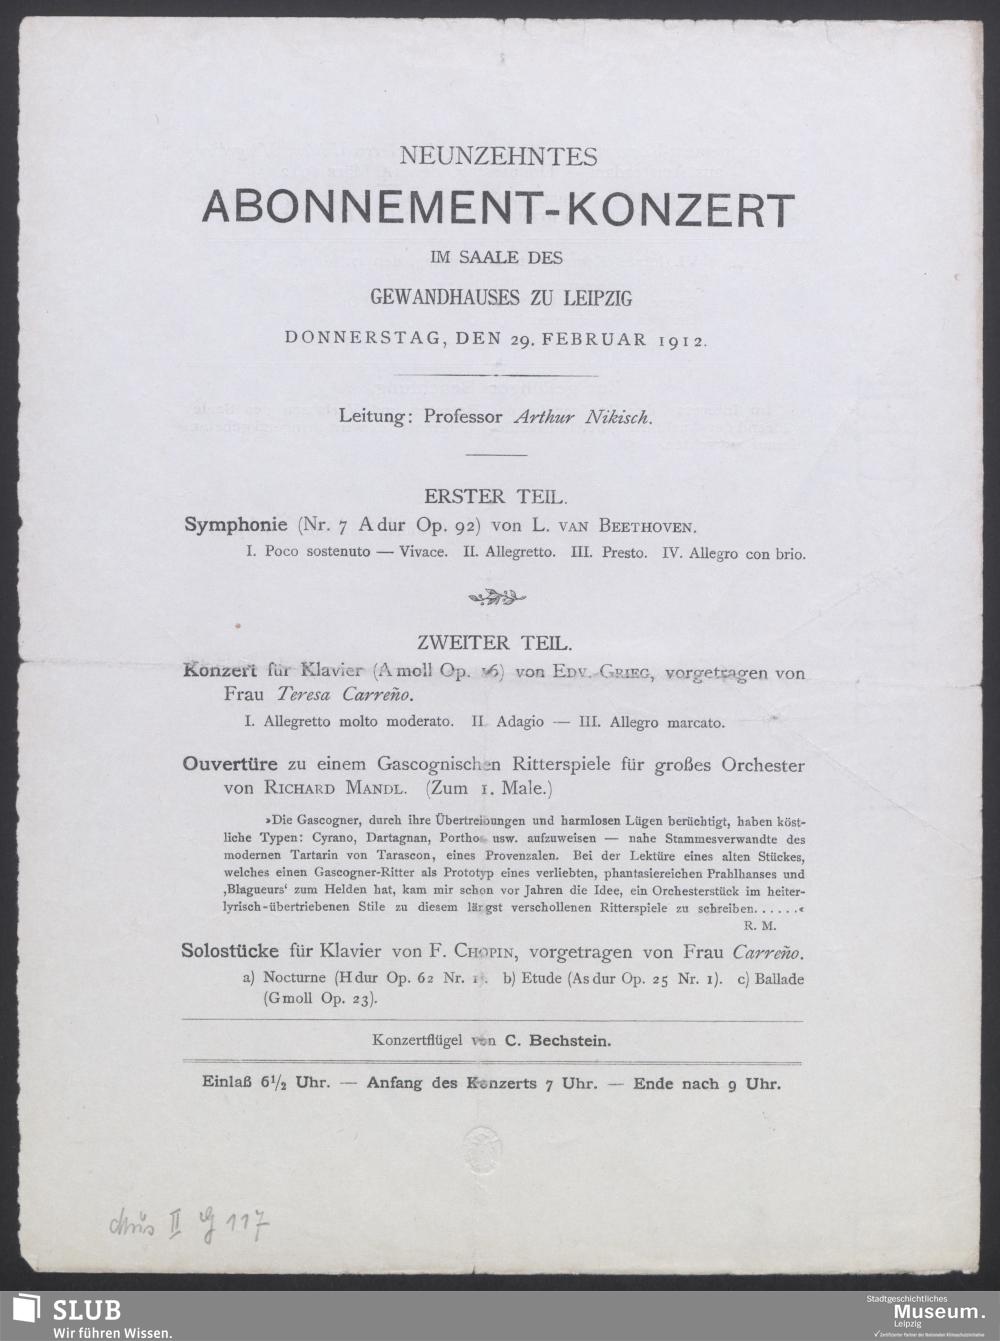 NEUNZEHNTES
ABONNEMENT-KONZERT
IM SAALE DES
GEWANDHAUSES ZU LEIPZIG
DONNERSTAG, DEN 29. FEBRUAR 1912.
Leitung: Professor Arthur Nikisch.
ERSTER TEIL.
Symphonie (Nr. 7 A dur Op. 92) von L. VAN BEETHOVEN.
I. Poco sostenuto — Vivace. II. Allegretto. III. Presto. IV. Allegro con brio.
ZWEITER TEIL.
Konzert für Klavier (A moll Op. 16) von EDV. GRIEG, vorgetragen von
Frau Teresa Carreño.
I. Allegretto molto moderato. II. Adagio — III. Allegro marcato.
Ouvertüre zu einem Gascognischen Ritterspiele für großes Orchester
von RICHARD MANDL. (Zum 1. Male.)
»Die Gascogner, durch ihre Übertreibungen und harmlosen Lügen berüchtigt, haben köst-
liche Typen: Cyrano, Dartagnan, Porthos usw. aufzuweisen — nahe Stammesverwandte des
modernen Tartarin von Tarascon, eines Provenzalen. Bei der Lektüre eines alten Stückes,
welches einen Gascogner-Ritter als Prototyp eines verliebten, phantasiereichen Prahlhanses und
‚Blagueurs‘ zum Helden hat, kam mir schon vor Jahren die Idee, ein Orchesterstück im heiter-
lyrisch-übertriebenen Stile zu diesem längst verschollenen Ritterspiele zu schreiben......«
R. M.
Solostücke für Klavier von F. CHOPIN, vorgetragen von Frau Carreño.
a) Nocturne (H dur Op. 62 Nr. 1). b) Etude (As dur Op. 25 Nr. 1). c) Ballade
(G moll Op. 23).
Konzertflügel von C. Bechstein.
Einlaß 6½ Uhr. — Anfang des Konzerts 7 Uhr. — Ende nach 9 Uhr.
II 117
SLUB
Wir führen Wissen.
Stadtgeschichtliches
Museum.
Leipzig
Zertifizierter Partner der Nationalen Klimaschutzinitiative